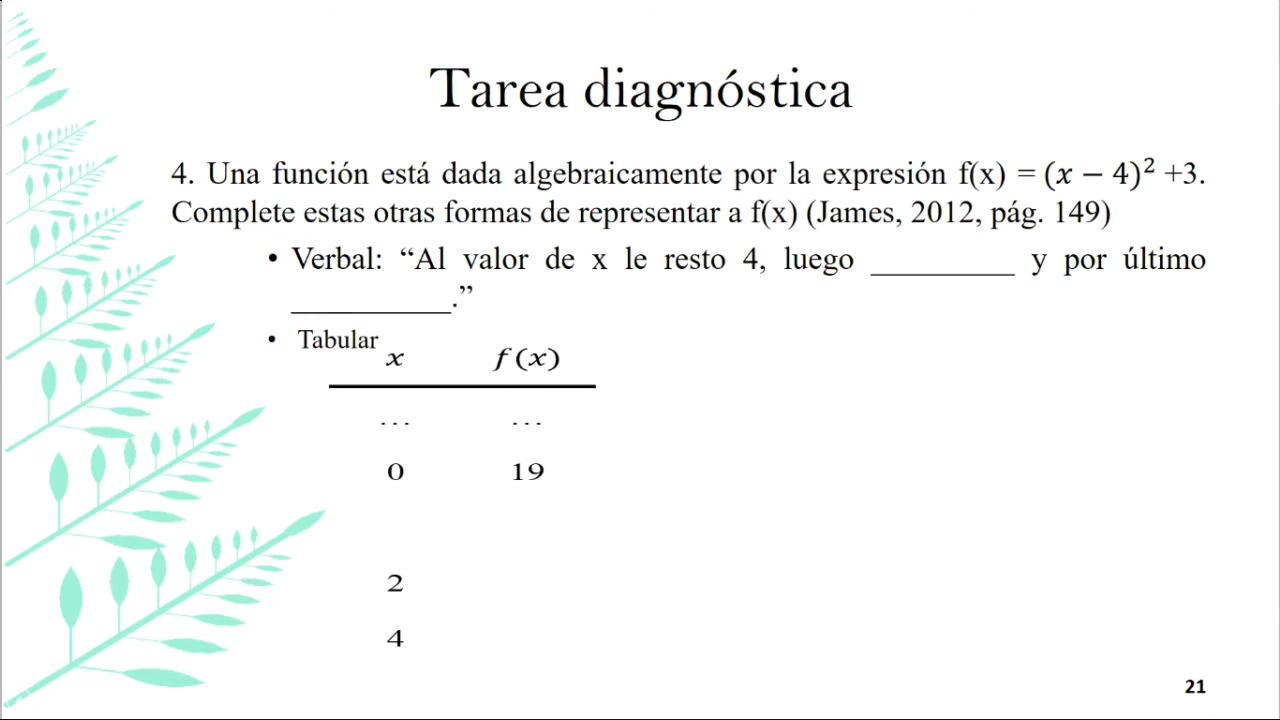 Tarea diagnóstica
4. Una función está dada algebraicamente por la expresión f(x) = (x − 4)² +3.
Complete estas otras formas de representar a f(x) (James, 2012, pág. 149)
• Verbal: “Al valor de x le resto 4, luego __________ y por último
___________.”
• Tabular
x f (x)
... ...
0 19
2
4
21